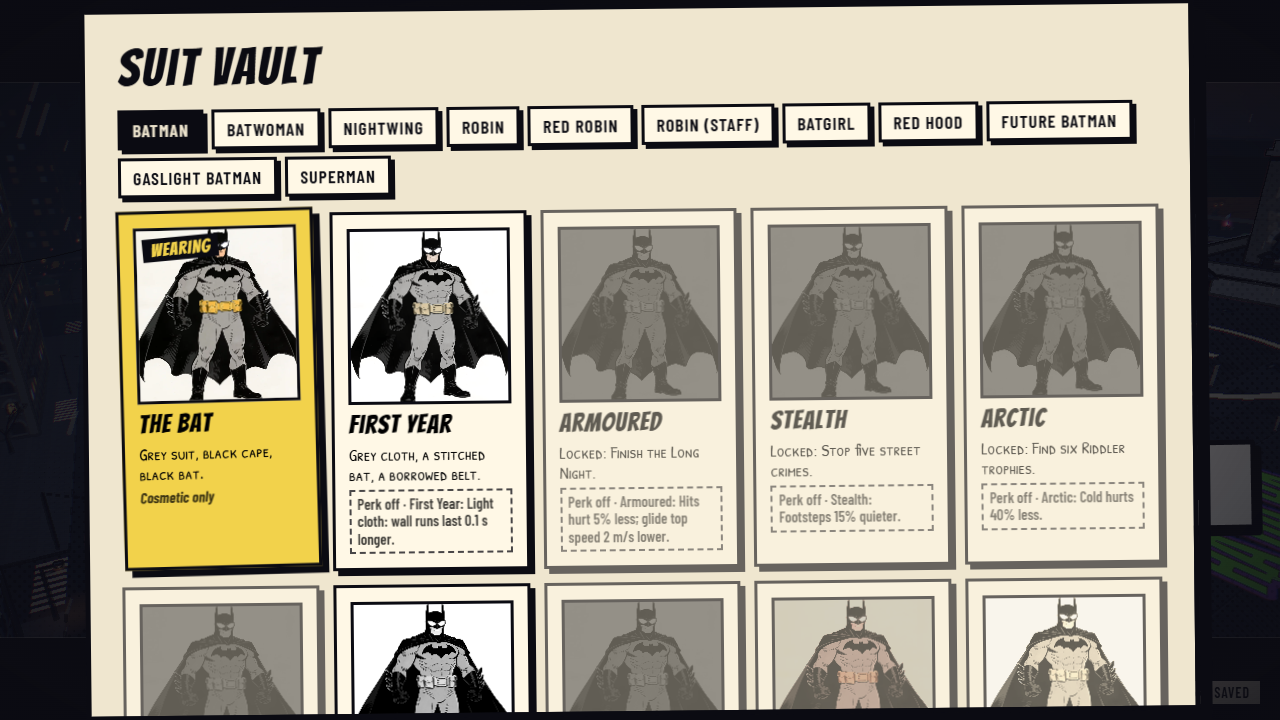 SUIT VAULT
BATMAN
BATWOMAN
NIGHTWING
ROBIN
RED ROBIN
ROBIN (STAFF)
BATGIRL
RED HOOD
FUTURE BATMAN
GASLIGHT BATMAN
SUPERMAN
WEARING
THE BAT
Grey suit, black cape,
black bat.
Cosmetic only
FIRST YEAR
Grey cloth, a stitched
bat, a borrowed belt.
Perk off · First Year: Light
cloth: wall runs last 0.1 s
longer.
ARMOURED
Locked: Finish the Long
Night.
Perk off · Armoured: Hits
hurt 5% less; glide top
speed 2 m/s lower.
STEALTH
Locked: Stop five street
crimes.
Perk off · Stealth:
Footsteps 15% quieter.
ARCTIC
Locked: Find six Riddler
trophies.
Perk off · Arctic: Cold hurts
40% less.
SAVED